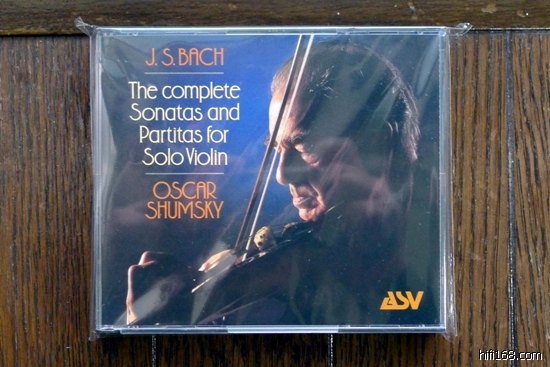 J. S. BACH
The complete
Sonatas and
Partitas for
Solo Violin
OSCAR
SHUMSKY
ASV
hifi168.com